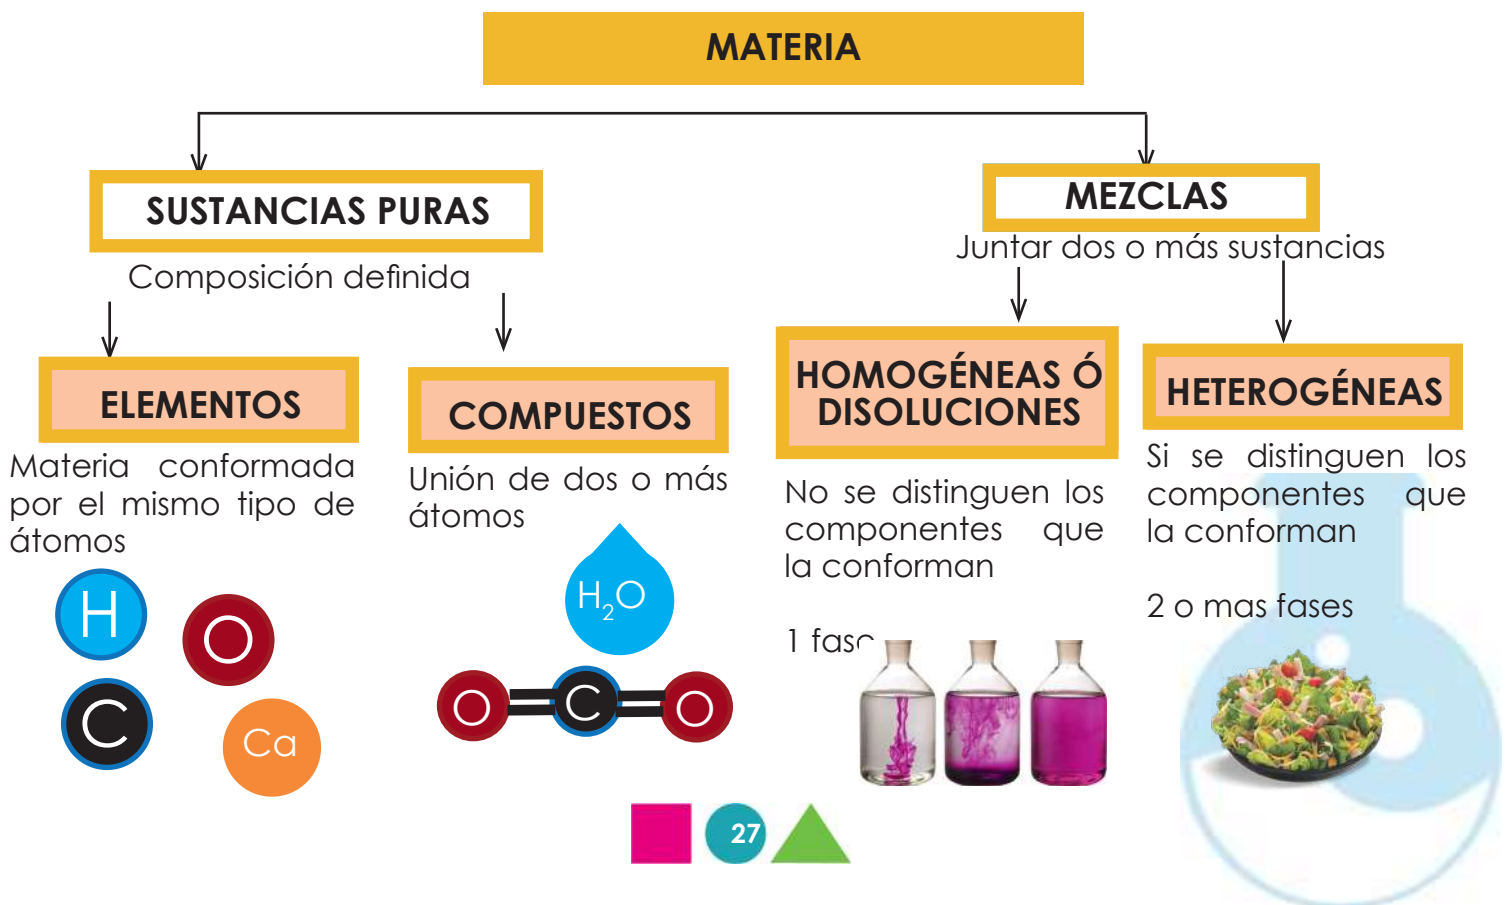 MATERIA
SUSTANCIAS PURAS
Composición definida
MEZCLAS
Juntar dos o más sustancias
ELEMENTOS
Materia conformada
por el mismo tipo de
átomos
H
O
C
Ca
COMPUESTOS
Unión de dos o más
átomos
H₂O
O C O
HOMOGÉNEAS Ó
DISOLUCIONES
No se distinguen los
componentes que
la conforman
1 fase
HETEROGÉNEAS
Si se distinguen los
componentes que
la conforman
2 o mas fases
27